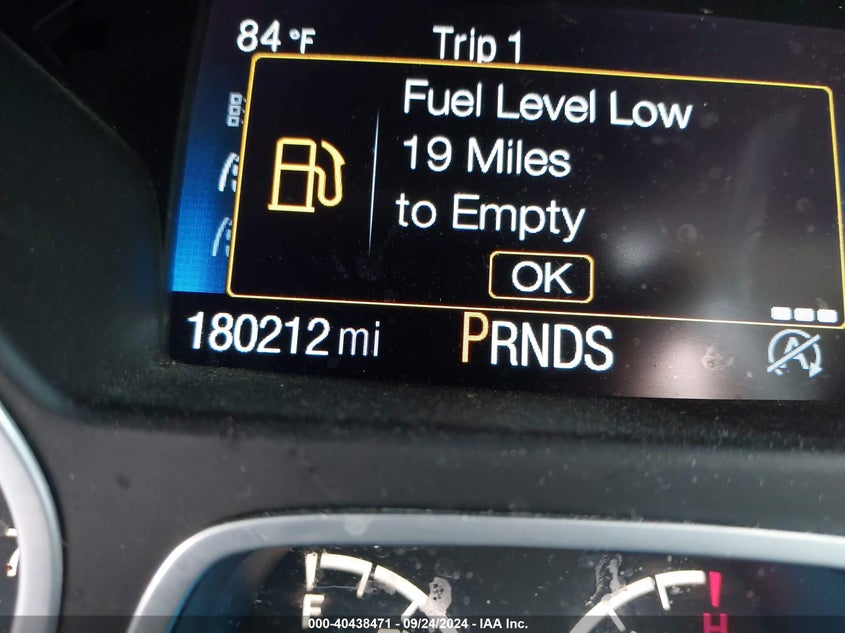 84 °F Trip 1
Fuel Level Low
19 Miles
to Empty
OK
180212 mi PRNDS A
F H
000-40438471 - 09/24/2024 - IAA Inc.